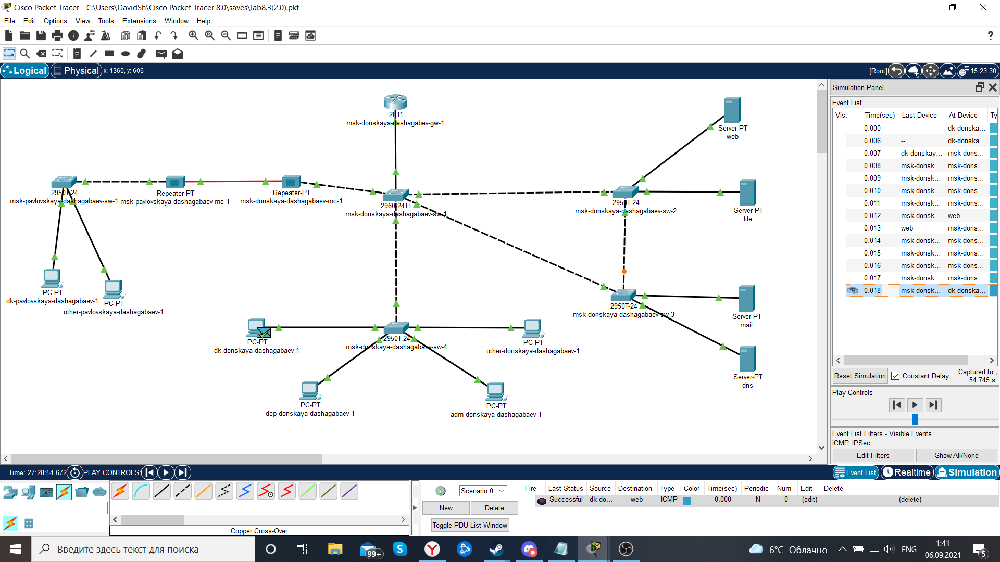 Cisco Packet Tracer - C:\Users\DavidSh\Cisco Packet Tracer 8.0\saves\lab8.3(2.0).pkt
File Edit Options View Tools Extensions Window Help
Logical Physical x: 1360, y: 606 [Root] 15:23:30
2811
msk-donskaya-dashagabev-gw-1
Server-PT
web
2950T-24
msk-pavlovskaya-dashagabaev-sw-1
Repeater-PT
msk-pavlovskaya-dashagabaev-mc-1
Repeater-PT
msk-donskaya-dashagabaev-mc-1
2960-24TT
msk-donskaya-dashagabaev-sw-1
2950T-24
msk-donskaya-dashagabaev-sw-2
Server-PT
file
PC-PT
dk-pavlovskaya-dashagabaev-1
PC-PT
other-pavlovskaya-dashagabaev-1
2950T-24
msk-donskaya-dashagabaev-sw-3
Server-PT
mail
PC-PT
dk-donskaya-dashagabaev-1
2950T-24
msk-donskaya-dashagabaev-sw-4
PC-PT
other-donskaya-dashagabaev-1
Server-PT
dns
PC-PT
dep-donskaya-dashagabaev-1
PC-PT
adm-donskaya-dashagabaev-1
Simulation Panel
Event List
Vis. Time(sec) Last Device At Device Ty
0.000 -- dk-donska...
0.006 -- dk-donska...
0.007 dk-donskay... msk-dons...
0.008 msk-donsk... msk-dons...
0.009 msk-donsk... msk-dons...
0.010 msk-donsk... msk-dons...
0.011 msk-donsk... msk-dons...
0.012 msk-donsk... web
0.013 web msk-dons...
0.014 msk-donsk... msk-dons...
0.015 msk-donsk... msk-dons...
0.016 msk-donsk... msk-dons...
0.017 msk-donsk... msk-dons...
0.018 msk-donsk... dk-donska...
Reset Simulation Constant Delay Captured to:
54.745 s
Play Controls
Event List Filters - Visible Events
ICMP, IPSec
Edit Filters Show All/None
Time: 27:28:54.672 PLAY CONTROLS: Event List Realtime Simulation
Scenario 0
New Delete
Toggle PDU List Window
Copper Cross-Over
Fire Last Status Source Destination Type Color Time(sec) Periodic Num Edit Delete
Successful dk-do... web ICMP 0.000 N 0 (edit) (delete)
Введите здесь текст для поиска
99+
6°C Облачно
ENG
1:41
06.09.2021
5